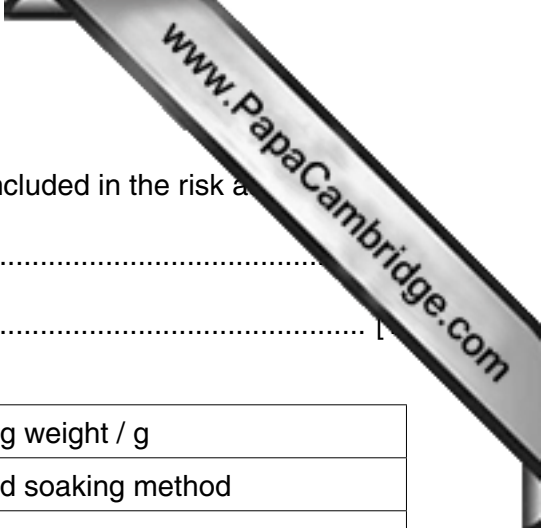 www.PapaCambridge.com
ncluded in the risk a
......................................................
............................................................ [
g weight / g
d soaking method